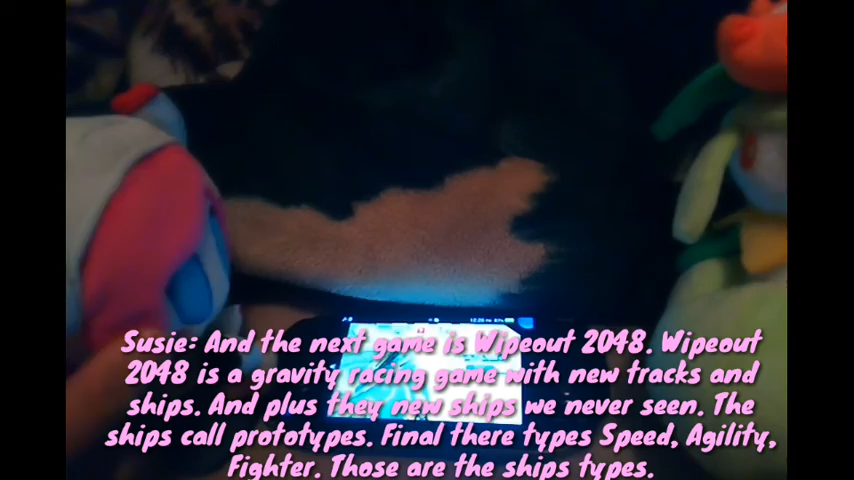 Susie: And the next game is Wipeout 2048. Wipeout
2048 is a gravity racing game with new tracks and
ships. And plus they new ships we never seen. The
ships call prototypes. Final there types Speed, Agility,
Fighter. Those are the ships types.